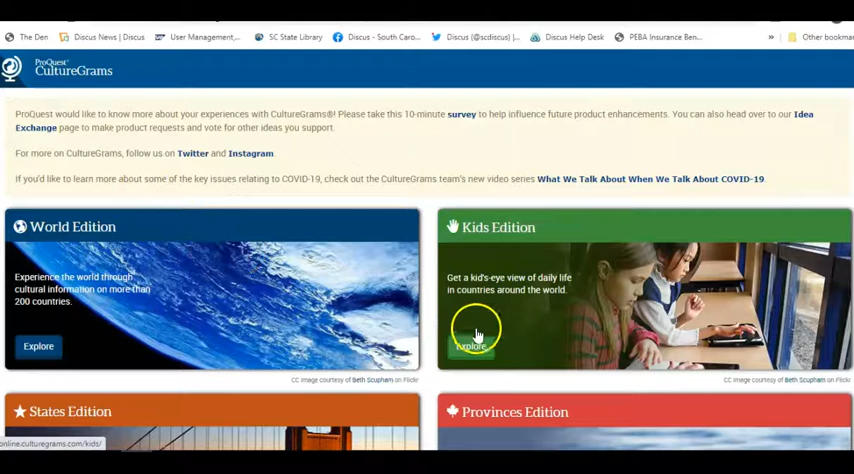 The Den
Discus News | Discus
User Management,...
SC State Library
Discus - South Caro...
Discus (@scdiscus) |...
Discus Help Desk
PEBA Insurance Ben...
»
Other bookmar
ProQuest®
CultureGrams
ProQuest would like to know more about your experiences with CultureGrams®! Please take this 10-minute survey to help influence future product enhancements. You can also head over to our Idea
Exchange page to make product requests and vote for other ideas you support.
For more on CultureGrams, follow us on Twitter and Instagram.
If you'd like to learn more about some of the key issues relating to COVID-19, check out the CultureGrams team's new video series What We Talk About When We Talk About COVID-19.
World Edition
Experience the world through
cultural information on more than
200 countries.
Explore
CC image courtesy of Beth Scupham on Flickr
Kids Edition
Get a kid's-eye view of daily life
in countries around the world.
Explore
CC image courtesy of Beth Scupham on Flickr
States Edition
Provinces Edition
online.culturegrams.com/kids/